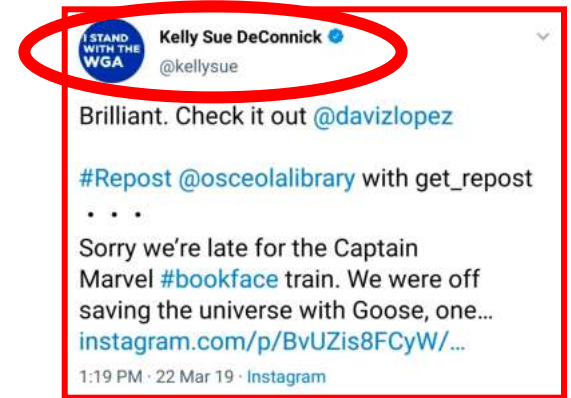 I STAND
WITH THE
WGA
Kelly Sue DeConnick
@kellysue
Brilliant. Check it out @davizlopez
#Repost @osceolalibrary with get_repost
・・・
Sorry we're late for the Captain
Marvel #bookface train. We were off
saving the universe with Goose, one…
instagram.com/p/BvUZis8FCyW/…
1:19 PM · 22 Mar 19 · Instagram